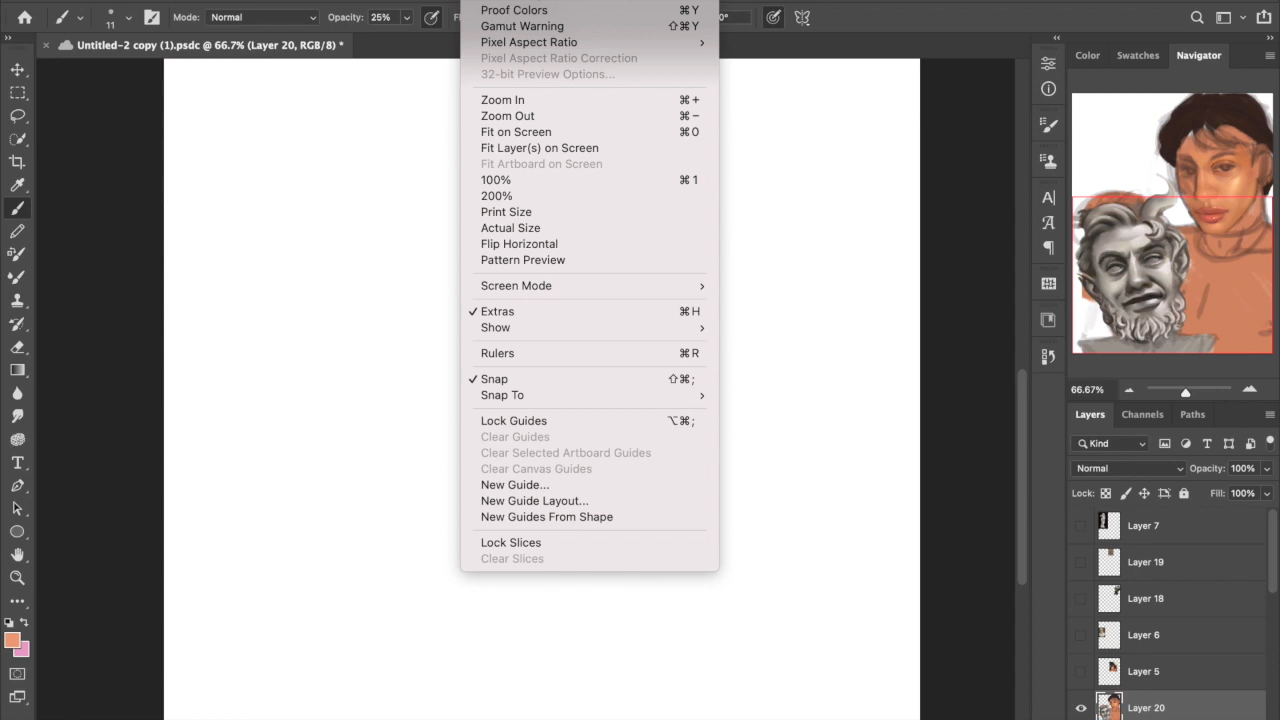 Mode: Normal Opacity: 25% Fl 0°
11
Untitled-2 copy (1).psdc @ 66.7% (Layer 20, RGB/8) *
Proof Colors ⌘Y
Gamut Warning ⇧⌘Y
Pixel Aspect Ratio
Pixel Aspect Ratio Correction
32-bit Preview Options...
Zoom In ⌘+
Zoom Out ⌘−
Fit on Screen ⌘0
Fit Layer(s) on Screen
Fit Artboard on Screen
100% ⌘1
200%
Print Size
Actual Size
Flip Horizontal
Pattern Preview
Screen Mode
Extras ⌘H
Show
Rulers ⌘R
Snap ⇧⌘;
Snap To
Lock Guides ⌥⌘;
Clear Guides
Clear Selected Artboard Guides
Clear Canvas Guides
New Guide...
New Guide Layout...
New Guides From Shape
Lock Slices
Clear Slices
Color Swatches Navigator
66.67%
Layers Channels Paths
Kind
Normal Opacity: 100%
Lock: Fill: 100%
Layer 7
Layer 19
Layer 18
Layer 6
Layer 5
Layer 20